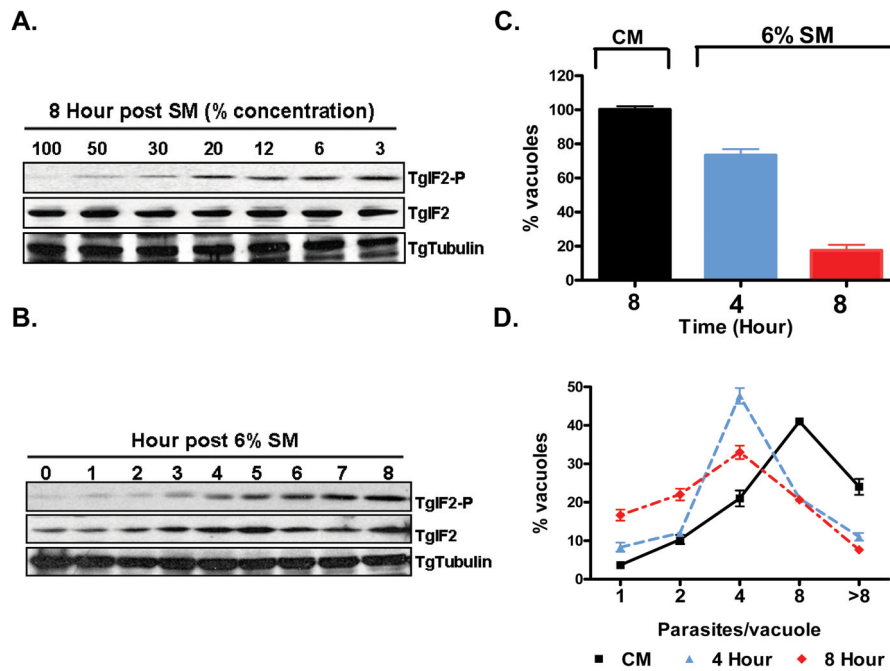 A.
8 Hour post SM (% concentration)
100 50 30 20 12 6 3
TgIF2-P
TgIF2
TgTubulin
B.
Hour post 6% SM
0 1 2 3 4 5 6 7 8
TgIF2-P
TgIF2
TgTubulin
C.
CM 6% SM
% vacuoles
120
100
80
60
40
20
0
8 4 8
Time (Hour)
D.
% vacuoles
50
40
30
20
10
0
1 2 4 8 >8
Parasites/vacuole
CM 4 Hour 8 Hour